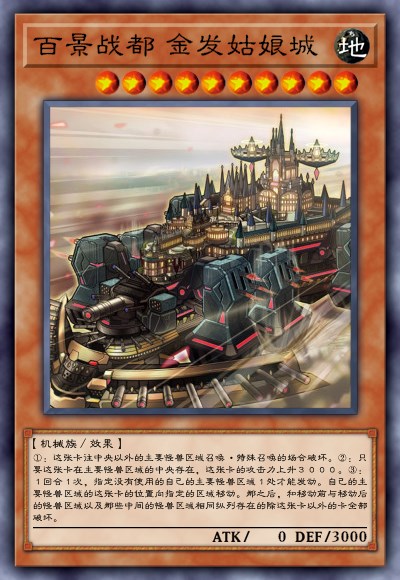 百景战都 金发姑娘城
地
【机械族/效果】
①：这张卡往中央以外的主要怪兽区域召唤·特殊召唤的场合破坏。②：只
要这张卡在主要怪兽区域的中央存在，这张卡的攻击力上升3000。③：
1回合1次，指定没有使用的自己的主要怪兽区域1处才能发动。自己的主
要怪兽区域的这张卡的位置向指定的区域移动。那之后，和移动前与移动后
的怪兽区域以及那些中间的怪兽区域相同纵列存在的除这张卡以外的卡全部
破坏。
ATK/ 0 DEF/3000